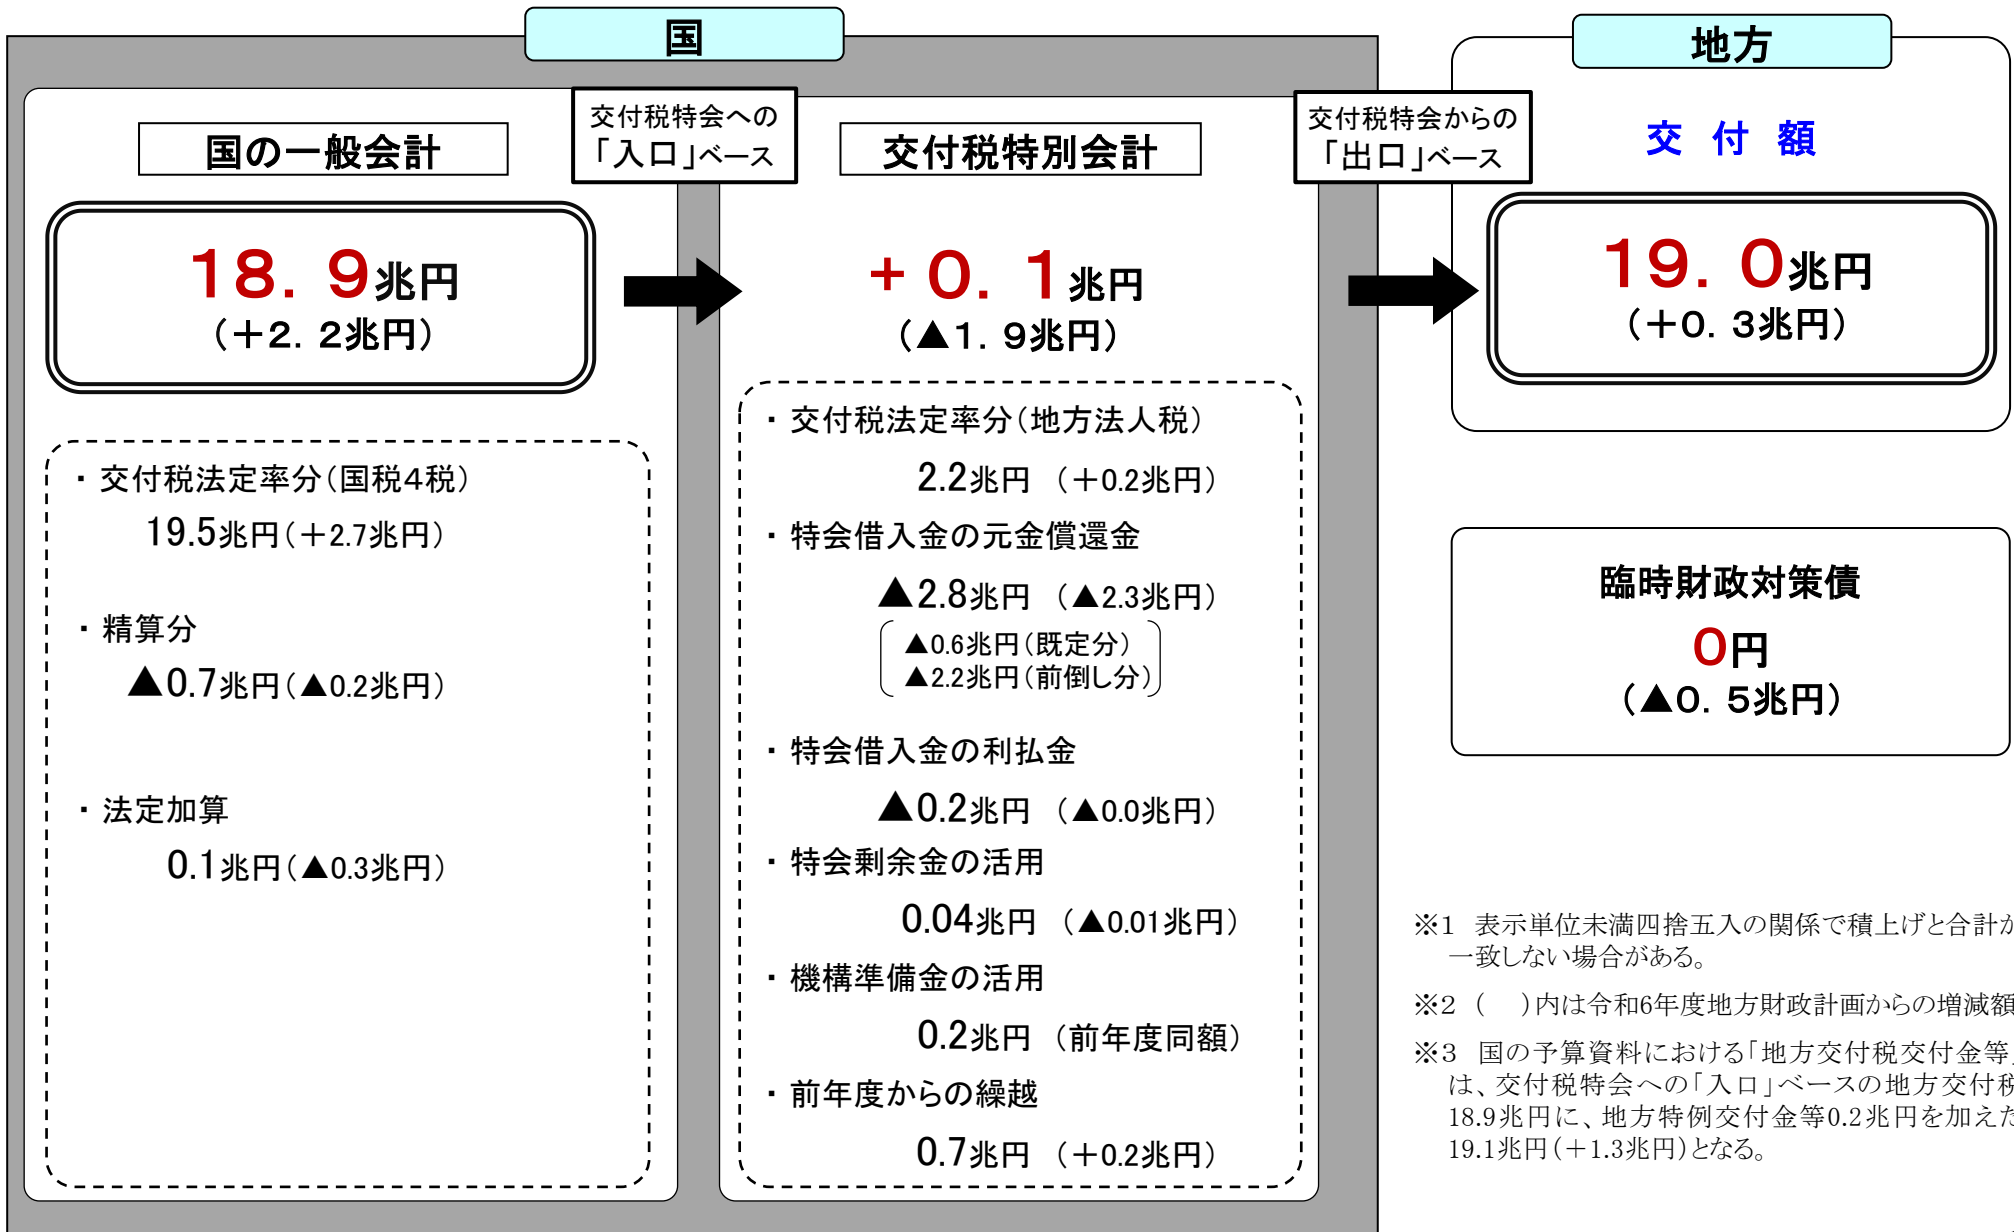 国
国の一般会計
交付税特会への
「入口」ベース
18.9兆円
(+2.2兆円)
・交付税法定率分(国税4税)
19.5兆円(+2.7兆円)
・精算分
▲0.7兆円(▲0.2兆円)
・法定加算
0.1兆円(▲0.3兆円)
交付税特別会計
+0.1兆円
(▲1.9兆円)
・交付税法定率分(地方法人税)
2.2兆円 (+0.2兆円)
・特会借入金の元金償還金
▲2.8兆円 (▲2.3兆円)
▲0.6兆円(既定分)
▲2.2兆円(前倒し分)
・特会借入金の利払金
▲0.2兆円 (▲0.0兆円)
・特会剰余金の活用
0.04兆円 (▲0.01兆円)
・機構準備金の活用
0.2兆円 (前年度同額)
・前年度からの繰越
0.7兆円 (+0.2兆円)
交付税特会からの
「出口」ベース
地方
交 付 額
19.0兆円
(+0.3兆円)
臨時財政対策債
0円
(▲0.5兆円)
※1 表示単位未満四捨五入の関係で積上げと合計が
一致しない場合がある。
※2 ( )内は令和6年度地方財政計画からの増減額
※3 国の予算資料における「地方交付税交付金等」
は、交付税特会への「入口」ベースの地方交付税
18.9兆円に、地方特例交付金等0.2兆円を加えた
19.1兆円(+1.3兆円)となる。